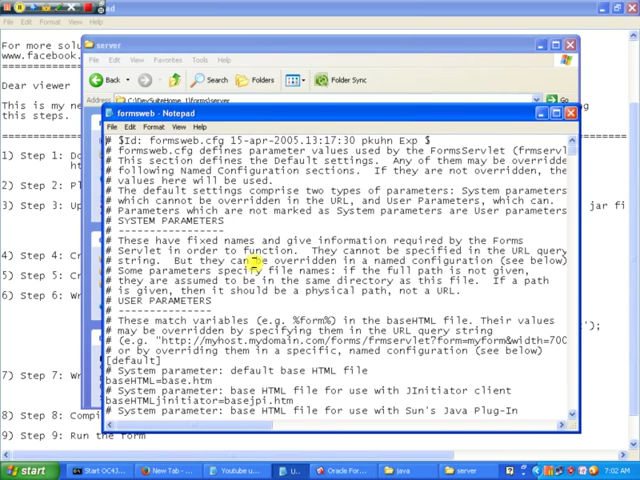 ad
File Edit Format View
server
File Edit View Favorites Tools Help
Back Search Folders Folder Sync
Address C:\DevSuiteHome_1\forms\server Go
For more solu
www.facebook.
Dear viewer
This is my ne
this steps.
1) Step 1: Do
ht
2) Step 2: Pl
3) Step 3: Up jar fi
4) Step 4: Cr
5) Step 5: Cr
6) Step 6: Wr
');
7) Step 7: Wr
8) Step 8: Compi
9) Step 9: Run the form
formsweb - Notepad
File Edit Format View Help
# $Id: formsweb.cfg 15-apr-2005.13:17:30 pkuhn Exp $
# formsweb.cfg defines parameter values used by the FormsServlet (frmserv
# This section defines the Default settings. Any of them may be overridde
# following Named Configuration sections. If they are not overridden, the
# values here will be used.
# The default settings comprise two types of parameters: System parameters
# which cannot be overridden in the URL, and User Parameters, which can.
# Parameters which are not marked as System parameters are User parameters
# SYSTEM PARAMETERS
# -----------------
# These have fixed names and give information required by the Forms
# Servlet in order to function. They cannot be specified in the URL query
# string. But they can be overridden in a named configuration (see below)
# Some parameters specify file names: if the full path is not given,
# they are assumed to be in the same directory as this file. If a path
# is given, then it should be a physical path, not a URL.
# USER PARAMETERS
# ---------------
# These match variables (e.g. %form%) in the baseHTML file. Their values
# may be overridden by specifying them in the URL query string
# (e.g. "http://myhost.mydomain.com/forms/frmservlet?form=myform&width=700
# or by overriding them in a specific, named configuration (see below)
[default]
# System parameter: default base HTML file
baseHTML=base.htm
# System parameter: base HTML file for use with JInitiator client
baseHTMLjinitiator=basejpi.htm
# System parameter: base HTML file for use with Sun's Java Plug-In
start Start OC4J New Tab - Youtube u U... Oracle For java server 7:02 AM